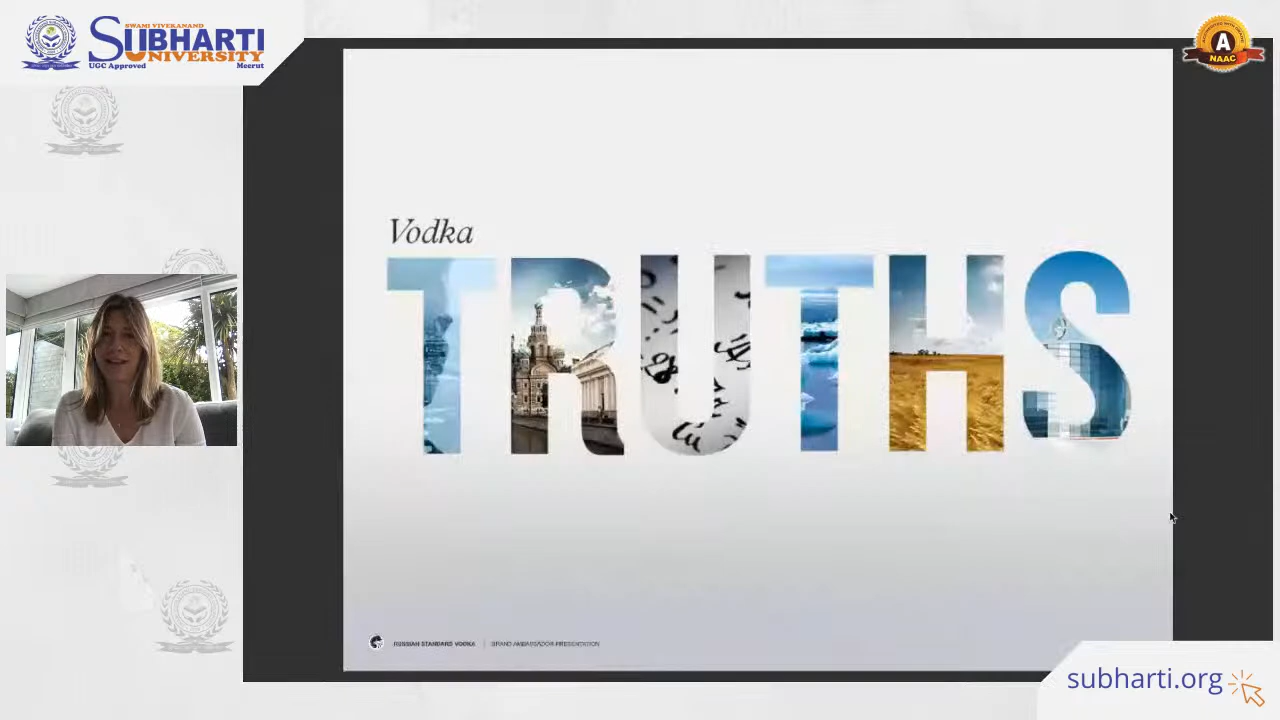 SWAMI VIVEKANAND
SUBHARTI
UNIVERSITY
UGC Approved Meerut
A
NAAC
Vodka
TRUTHS
RUSSIAN STANDARD VODKA | BRAND AMBASSADOR PRESENTATION
subharti.org